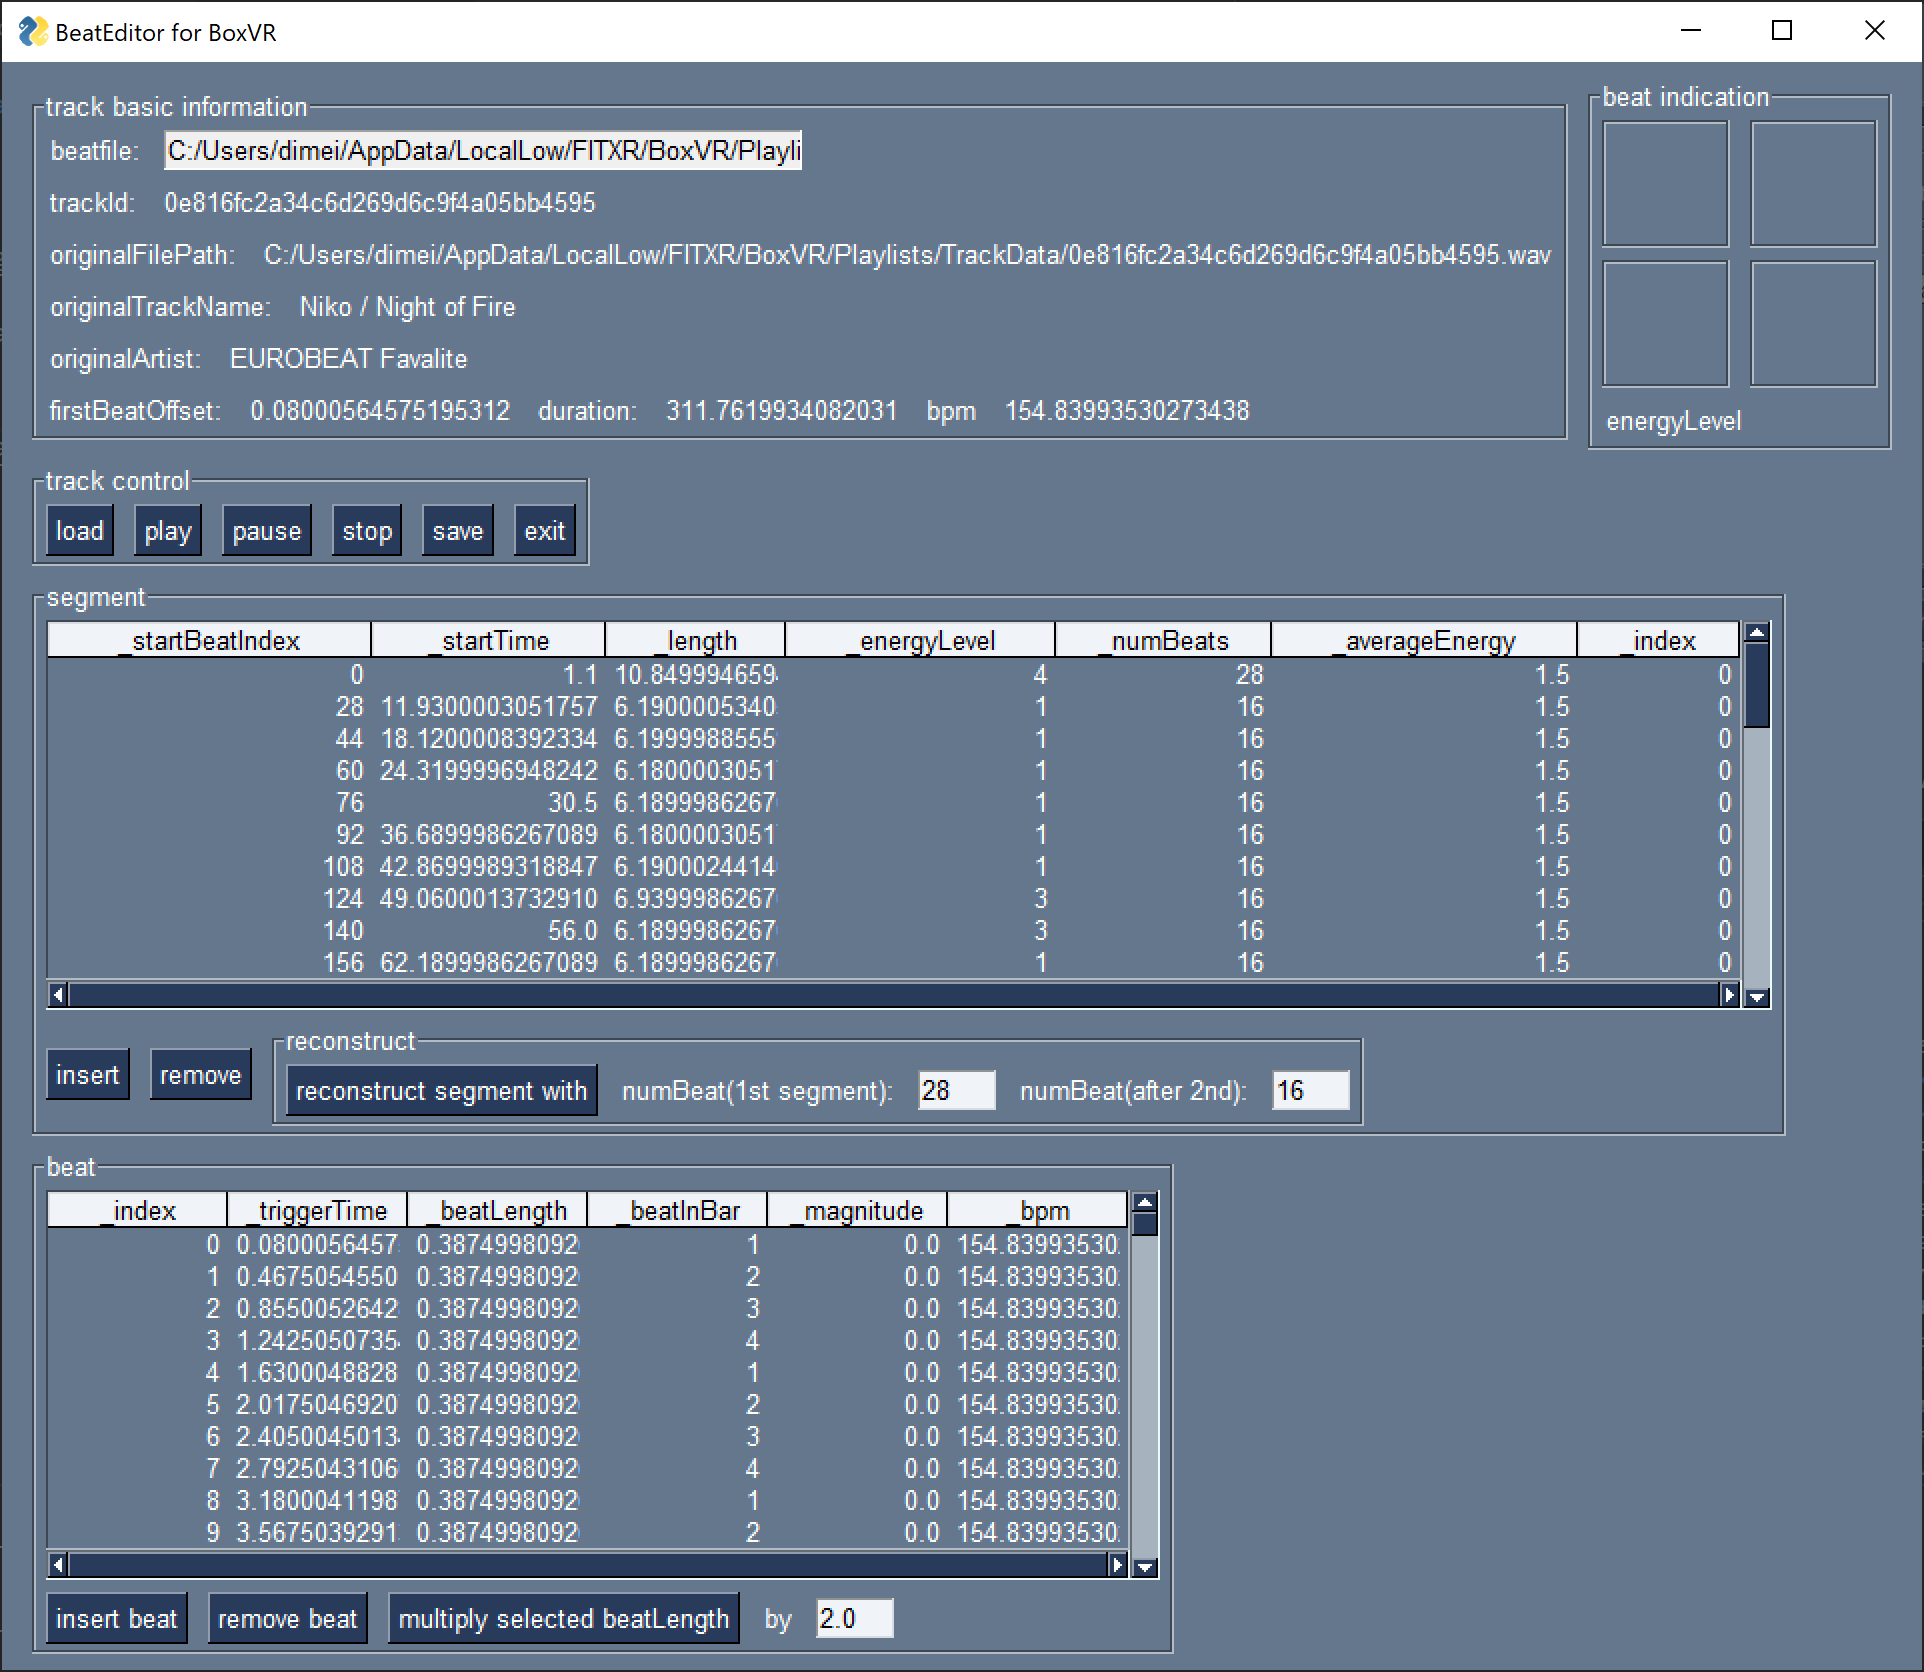 BeatEditor for BoxVR
track basic information
beatfile: C:/Users/dimei/AppData/LocalLow/FITXR/BoxVR/Playli
trackId: 0e816fc2a34c6d269d6c9f4a05bb4595
originalFilePath: C:/Users/dimei/AppData/LocalLow/FITXR/BoxVR/Playlists/TrackData/0e816fc2a34c6d269d6c9f4a05bb4595.wav
originalTrackName: Niko / Night of Fire
originalArtist: EUROBEAT Favalite
firstBeatOffset: 0.08000564575195312 duration: 311.7619934082031 bpm 154.83993530273438
beat indication
energyLevel
track control
load play pause stop save exit
segment
_startBeatIndex _startTime _length _energyLevel _numBeats _averageEnergy _index
0 1.1 10.849994659 4 28 1.5 0
28 11.9300003051757 6.1900005340 1 16 1.5 0
44 18.1200008392334 6.1999988555 1 16 1.5 0
60 24.3199996948242 6.1800003051 1 16 1.5 0
76 30.5 6.1899986267 1 16 1.5 0
92 36.6899986267089 6.1800003051 1 16 1.5 0
108 42.8699989318847 6.1900024414 1 16 1.5 0
124 49.0600013732910 6.9399986267 3 16 1.5 0
140 56.0 6.1899986267 3 16 1.5 0
156 62.1899986267089 6.1899986267 1 16 1.5 0
insert remove
reconstruct
reconstruct segment with numBeat(1st segment): 28 numBeat(after 2nd): 16
beat
_index _triggerTime _beatLength _beatInBar _magnitude _bpm
0 0.0800056457 0.3874998092 1 0.0 154.83993530
1 0.4675054550 0.3874998092 2 0.0 154.83993530
2 0.8550052642 0.3874998092 3 0.0 154.83993530
3 1.2425050735 0.3874998092 4 0.0 154.83993530
4 1.6300048828 0.3874998092 1 0.0 154.83993530
5 2.0175046920 0.3874998092 2 0.0 154.83993530
6 2.4050045013 0.3874998092 3 0.0 154.83993530
7 2.7925043106 0.3874998092 4 0.0 154.83993530
8 3.1800041198 0.3874998092 1 0.0 154.83993530
9 3.5675039291 0.3874998092 2 0.0 154.83993530
insert beat remove beat multiply selected beatLength by 2.0